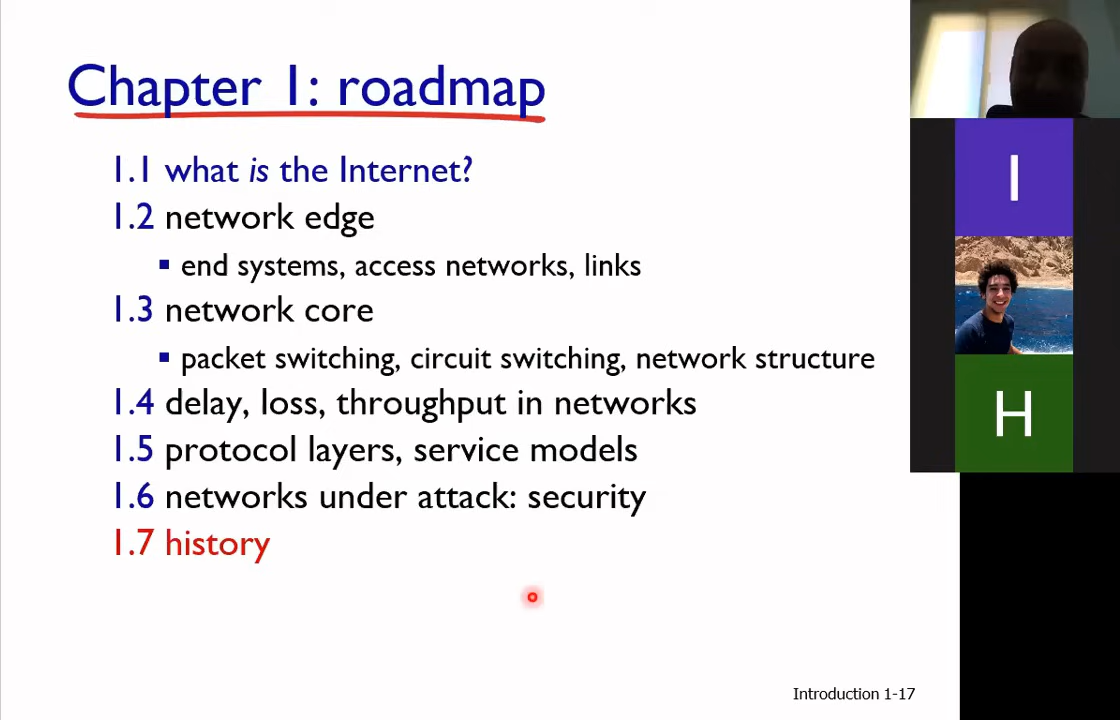 Chapter 1: roadmap
1.1 what is the Internet?
1.2 network edge
▪ end systems, access networks, links
1.3 network core
▪ packet switching, circuit switching, network structure
1.4 delay, loss, throughput in networks
1.5 protocol layers, service models
1.6 networks under attack: security
1.7 history
Introduction 1-17
I
H